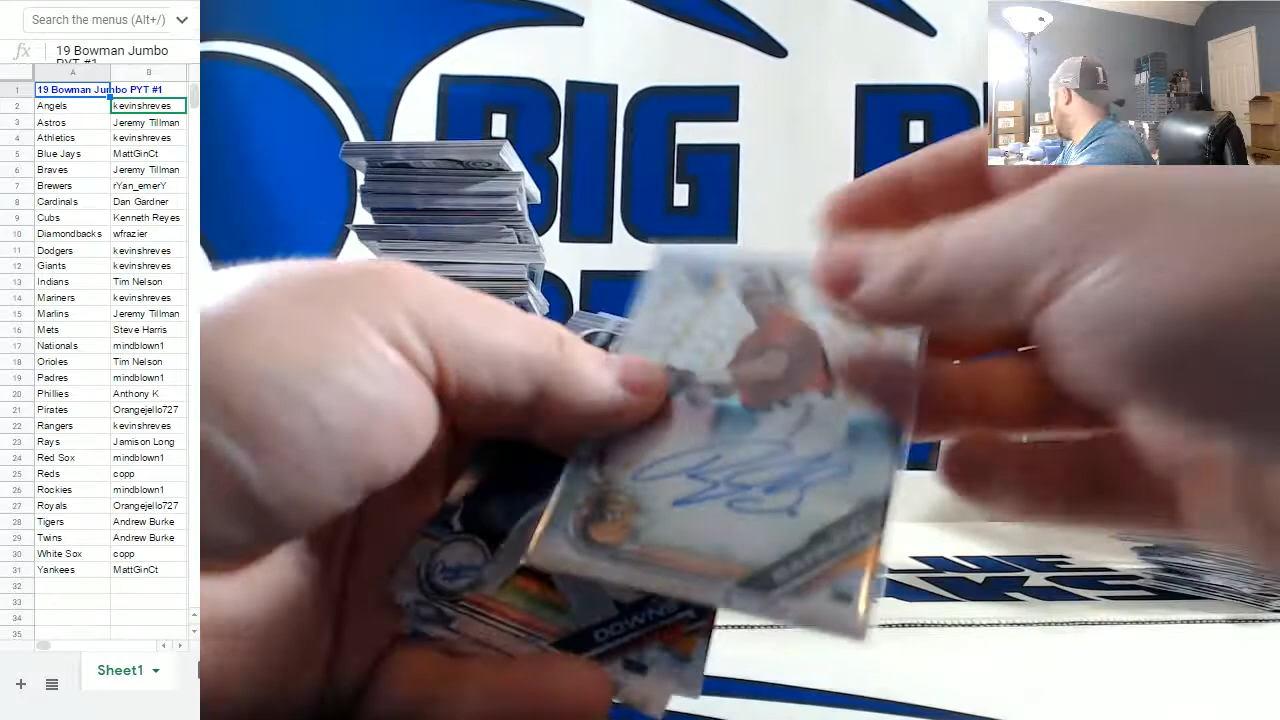 Search the menus (Alt+/)
fx
19 Bowman Jumbo
PYT #1
A B
1 19 Bowman Jumbo PYT #1
2 Angels kevinshreves
3 Astros Jeremy Tillman
4 Athletics kevinshreves
5 Blue Jays MattGinCt
6 Braves Jeremy Tillman
7 Brewers rYan_emerY
8 Cardinals Dan Gardner
9 Cubs Kenneth Reyes
10 Diamondbacks wfrazier
11 Dodgers kevinshreves
12 Giants kevinshreves
13 Indians Tim Nelson
14 Mariners kevinshreves
15 Marlins Jeremy Tillman
16 Mets Steve Harris
17 Nationals mindblown1
18 Orioles Tim Nelson
19 Padres mindblown1
20 Phillies Anthony K
21 Pirates Orangejello727
22 Rangers kevinshreves
23 Rays Jamison Long
24 Red Sox mindblown1
25 Reds copp
26 Rockies mindblown1
27 Royals Orangejello727
28 Tigers Andrew Burke
29 Twins Andrew Burke
30 White Sox copp
31 Yankees MattGinCt
32
33
34
35
Sheet1
BIG
DOWNS